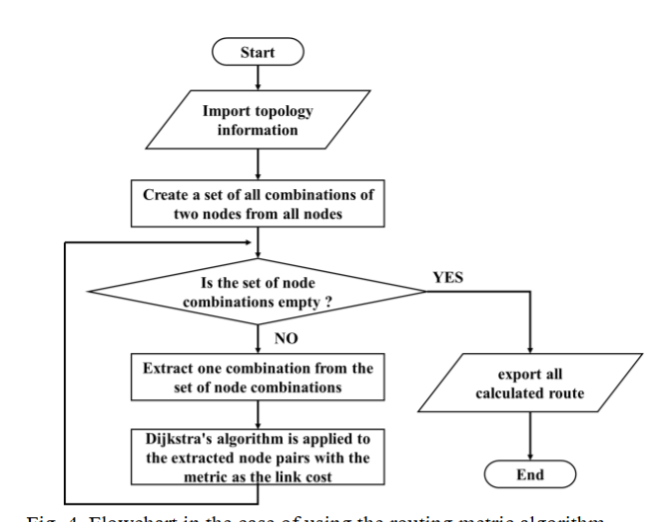 Start
Import topology
information
Create a set of all combinations of
two nodes from all nodes
Is the set of node
combinations empty ?
YES
NO
Extract one combination from the
set of node combinations
export all
calculated route
Dijkstra's algorithm is applied to
the extracted node pairs with the
metric as the link cost
End
Fig. 4 Flowchart in the case of using the routing metric algorithm